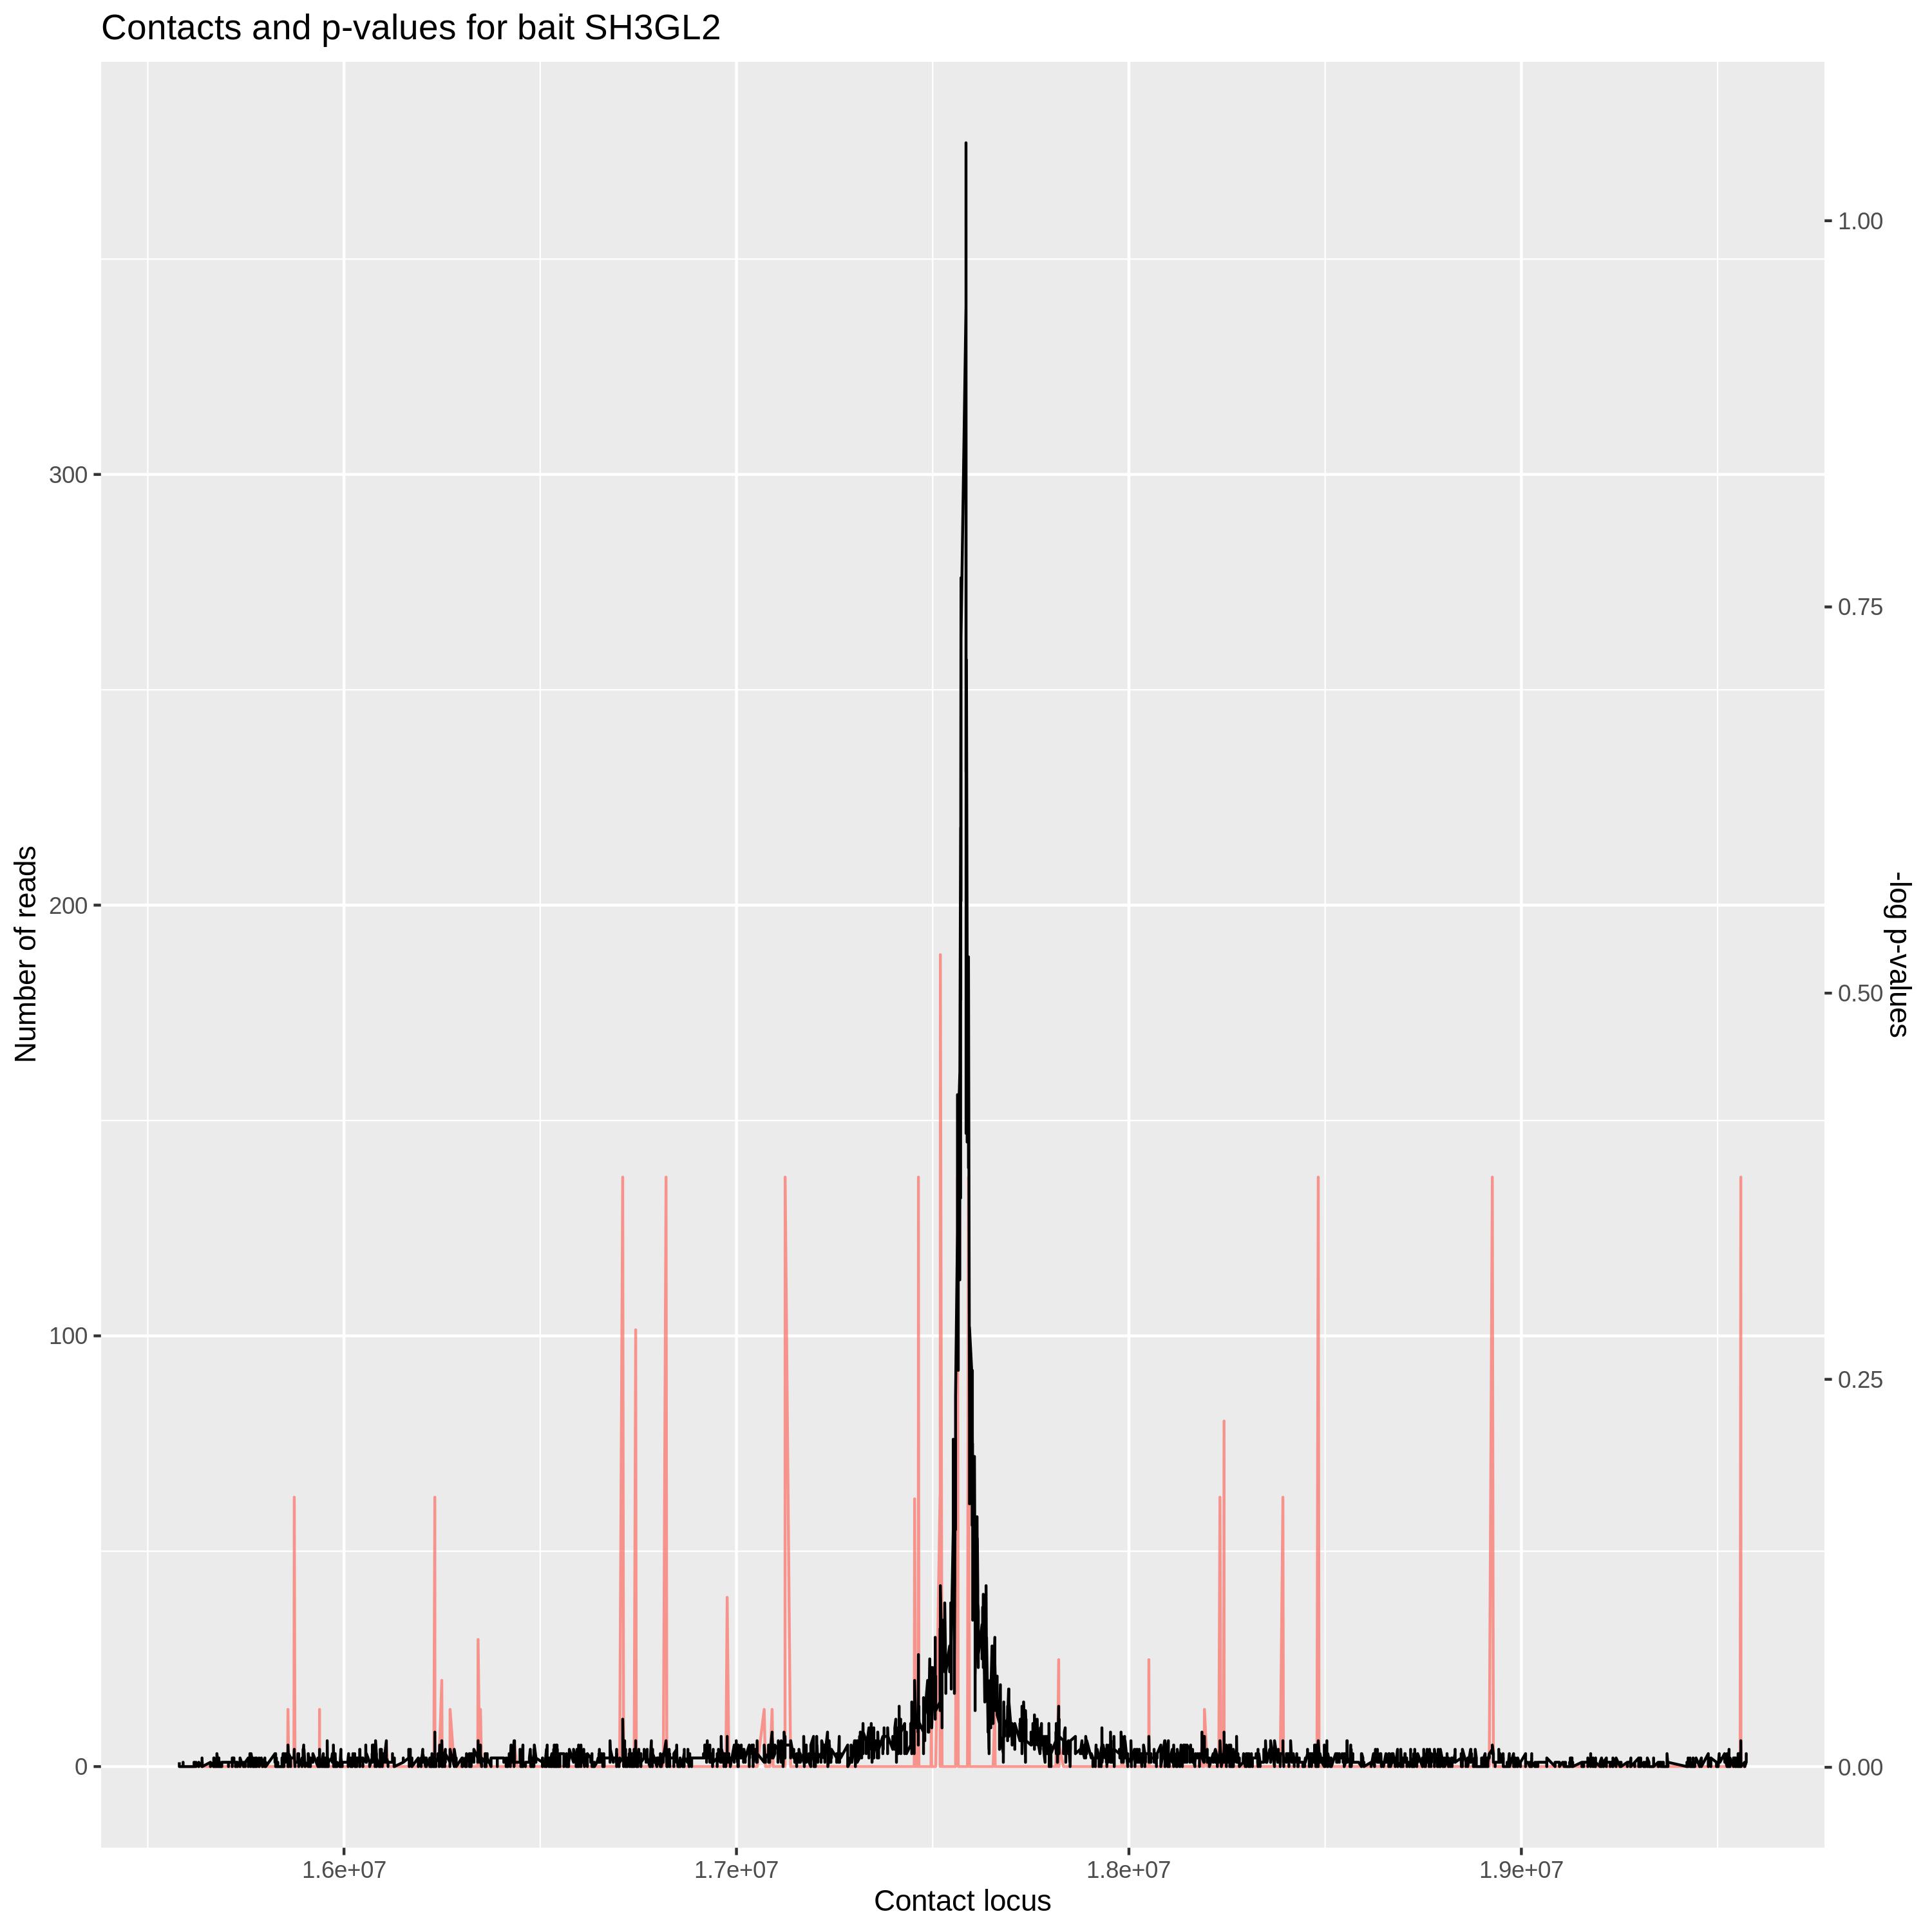 Contacts and p-values for bait SH3GL2
Number of reads
300
200
100
0
1.00
0.75
0.50
0.25
0.00
-log p-values
1.6e+07
1.7e+07
1.8e+07
1.9e+07
Contact locus